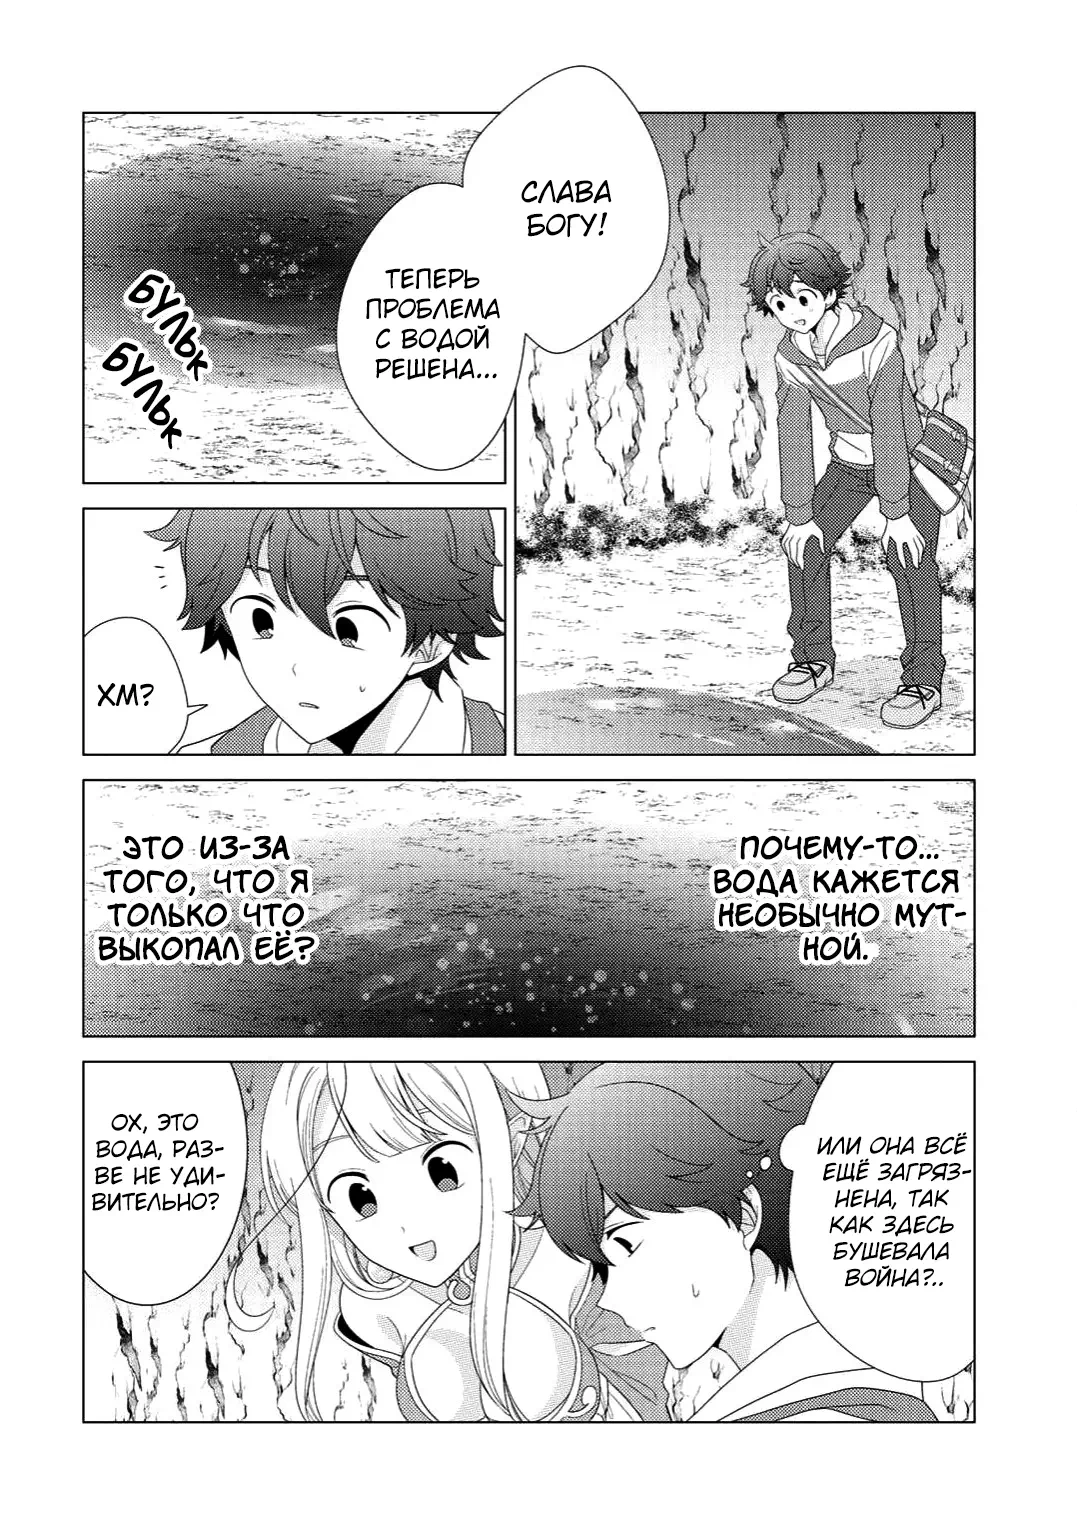 СЛАВА
БОГУ!
ТЕПЕРЬ
ПРОБЛЕМА
С ВОДОЙ
РЕШЕНА...
БУЛЬК
БУЛЬК
ХМ?
ПОЧЕМУ-ТО...
ВОДА КАЖЕТСЯ
НЕОБЫЧНО МУТ-
НОЙ.
ЭТО ИЗ-ЗА
ТОГО, ЧТО Я
ТОЛЬКО ЧТО
ВЫКОПАЛ ЕЁ?
ИЛИ ОНА ВСЁ
ЕЩЁ ЗАГРЯЗ-
НЕНА, ТАК
КАК ЗДЕСЬ
БУШЕВАЛА
ВОЙНА?..
ОХ, ЭТО
ВОДА, РАЗ-
ВЕ НЕ УДИ-
ВИТЕЛЬНО?